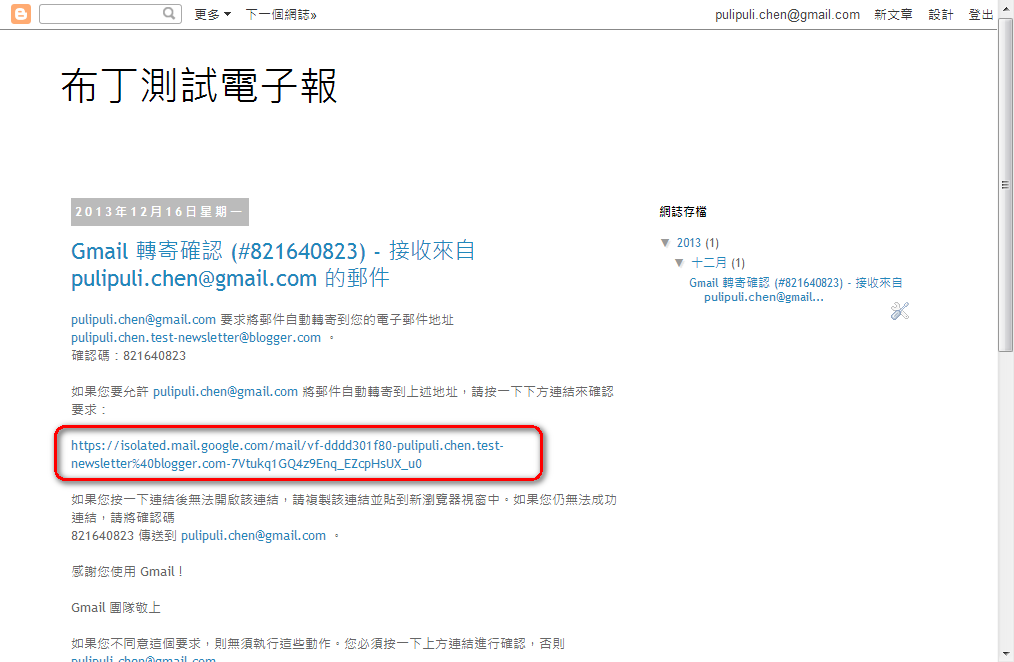 更多 下一個網誌» pulipuli.chen@gmail.com 新文章 設計 登出
布丁測試電子報
2013年12月16日星期一
Gmail 轉寄確認 (#821640823) - 接收來自
pulipuli.chen@gmail.com 的郵件
pulipuli.chen@gmail.com 要求將郵件自動轉寄到您的電子郵件地址
pulipuli.chen.test-newsletter@blogger.com 。
確認碼：821640823
如果您要允許 pulipuli.chen@gmail.com 將郵件自動轉寄到上述地址，請按一下下方連結來確認
要求：
https://isolated.mail.google.com/mail/vf-dddd301f80-pulipuli.chen.test-
newsletter%40blogger.com-7Vtukq1GQ4z9Enq_EZcpHsUX_u0
如果您按一下連結後無法開啟該連結，請複製該連結並貼到新瀏覽器視窗中。如果您仍無法成功
連結，請將確認碼
821640823 傳送到 pulipuli.chen@gmail.com 。
感謝您使用 Gmail！
Gmail 團隊敬上
如果您不同意這個要求，則無須執行這些動作。您必須按一下上方連結進行確認，否則
pulipuli.chen@gmail.com
網誌存檔
▼ 2013 (1)
▼ 十二月 (1)
Gmail 轉寄確認 (#821640823) - 接收來自
pulipuli.chen@gmail...